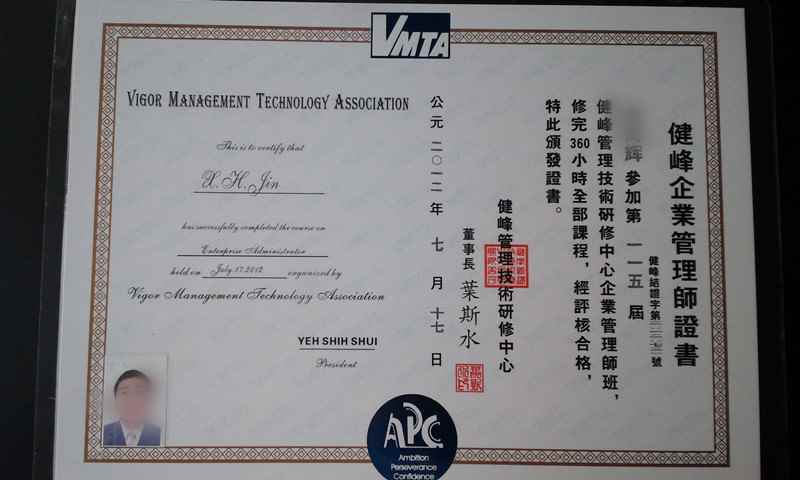 VMTA
VIGOR MANAGEMENT TECHNOLOGY ASSOCIATION
This is to certify that
X. H. Jin
has successfully completed the course on
Enterprise Administrator
held on July.17.2012 organized by
Vigor Management Technology Association
YEH SHIH SHUI
President
健峰企業管理師證書
健峰結證字第 號
辉 參加第一一五屆
健峰管理技術研修中心企業管理師班，
修完360小時全部課程，經評核合格，
特此頒發證書。
健峰管理技術研修中心
董事長 葉斯水
公元二〇一二年七月十七日
APC
Ambition
Perseverance
Confidence